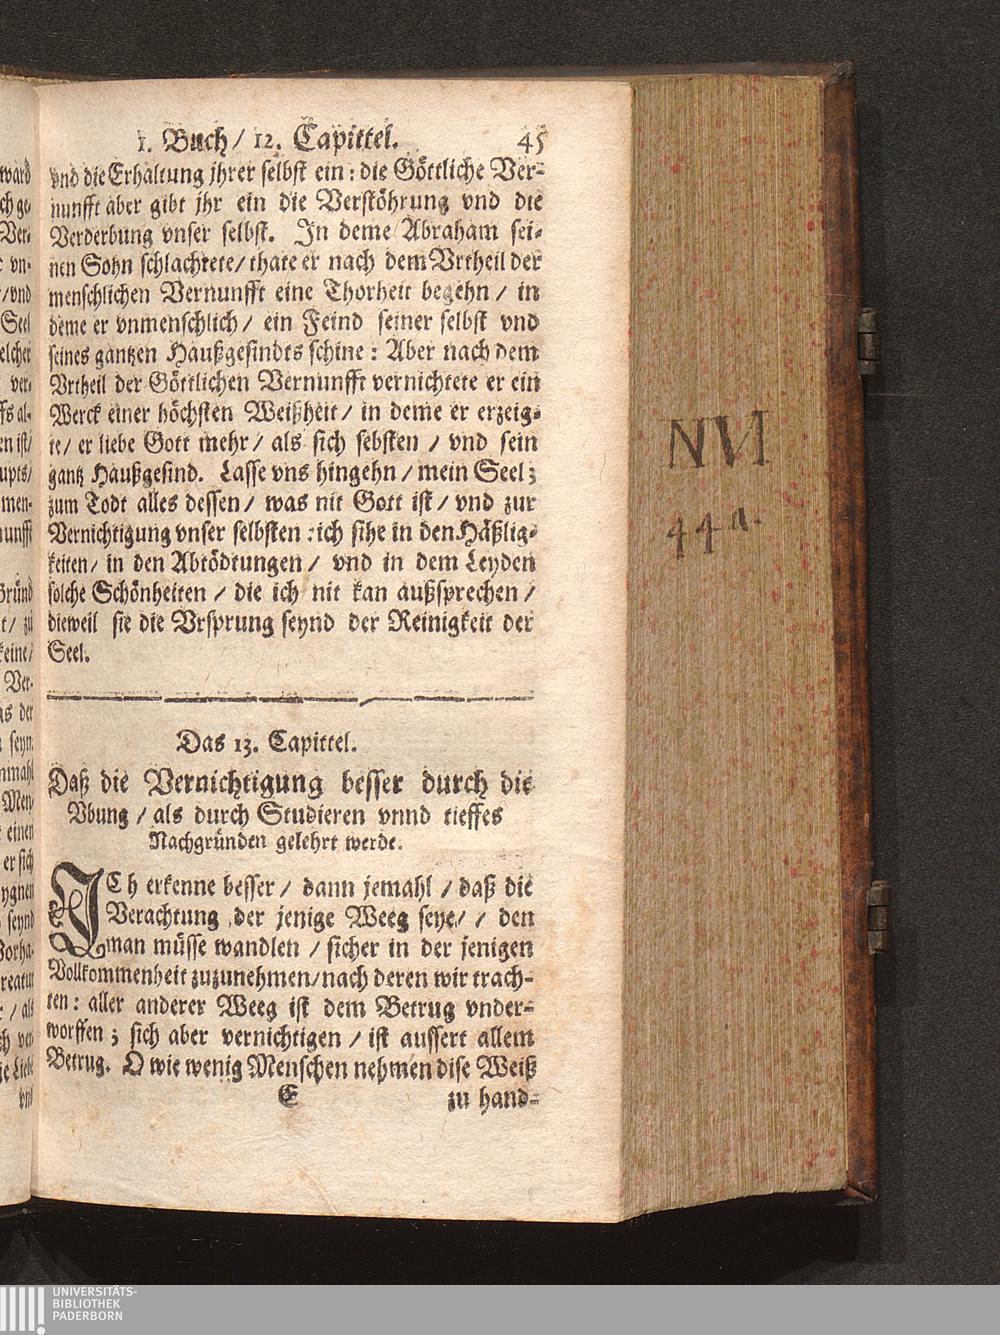 1. Buch / 12. Capittel. 45
vnd die Erhaltung jhrer selbst ein : die Göttliche Ver-
nunfft aber gibt jhr ein die Verstöhrung vnd die
Verderbung vnser selbst. In deme Abraham sei-
nen Sohn schlachtete / thate er nach dem Vrtheil der
menschlichen Vernunfft eine Thorheit begehn / in
deme er vnmenschlich / ein Feind seiner selbst vnd
seines gantzen Haußgesindts schine : Aber nach dem
Vrtheil der Göttlichen Vernunfft vernichtete er ein
Werck einer höchsten Weißheit / in deme er erzeig-
te / er liebe Gott mehr / als sich sebsten / vnd sein
gantz Haußgesind. Lasse vns hingehn / mein Seel ;
zum Todt alles dessen / was nit Gott ist / vnd zur
Vernichtigung vnser selbsten : ich sihe in den Häßlig-
keiten / in den Abtödtungen / vnd in dem Leyden
solche Schönheiten / die ich nit kan außsprechen /
dieweil sie die Vrsprung seynd der Reinigkeit der
Seel.
Das 13. Capittel.
Daß die Vernichtigung besser durch die
Vbung / als durch Studieren vnnd tieffes
Nachgründen gelehrt werde.
ICh erkenne besser / dann jemahl / daß die
Verachtung der jenige Weeg seye / / den
man müsse wandlen / sicher in der jenigen
Vollkommenheit zuzunehmen / nach deren wir trach-
ten : aller anderer Weeg ist dem Betrug vnder-
worffen ; sich aber vernichtigen / ist aussert allem
Betrug. O wie wenig Menschen nehmen dise Weiß
E zu hand-
NVI
44a.
UNIVERSITÄTS-
BIBLIOTHEK
PADERBORN